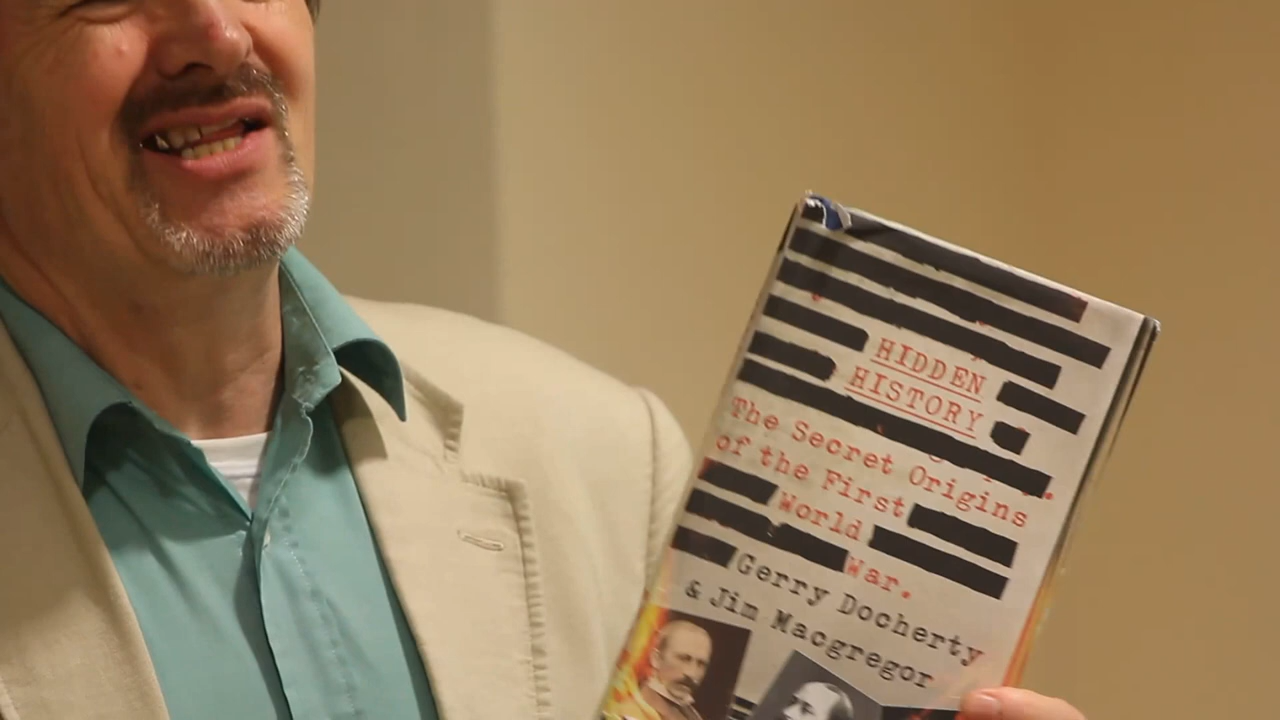 HIDDEN
HISTORY
The Secret Origins
of the First
World
War.
Gerry Docherty
& Jim Macgregor